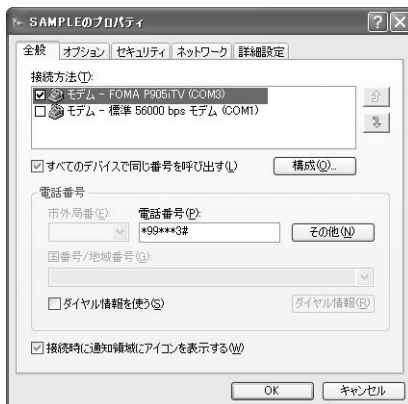 SAMPLEのプロパティ
全般 オプション セキュリティ ネットワーク 詳細設定
接続方法(T):
モデム - FOMA P905iTV (COM3)
モデム - 標準 56000 bps モデム (COM1)
すべてのデバイスで同じ番号を呼び出す(L) 構成(O)...
電話番号
市外局番(E): 電話番号(P):
*99***3# その他(N)
国番号/地域番号(G):
ダイヤル情報を使う(S) ダイヤル情報(R)
接続時に通知領域にアイコンを表示する(W)
OK キャンセル